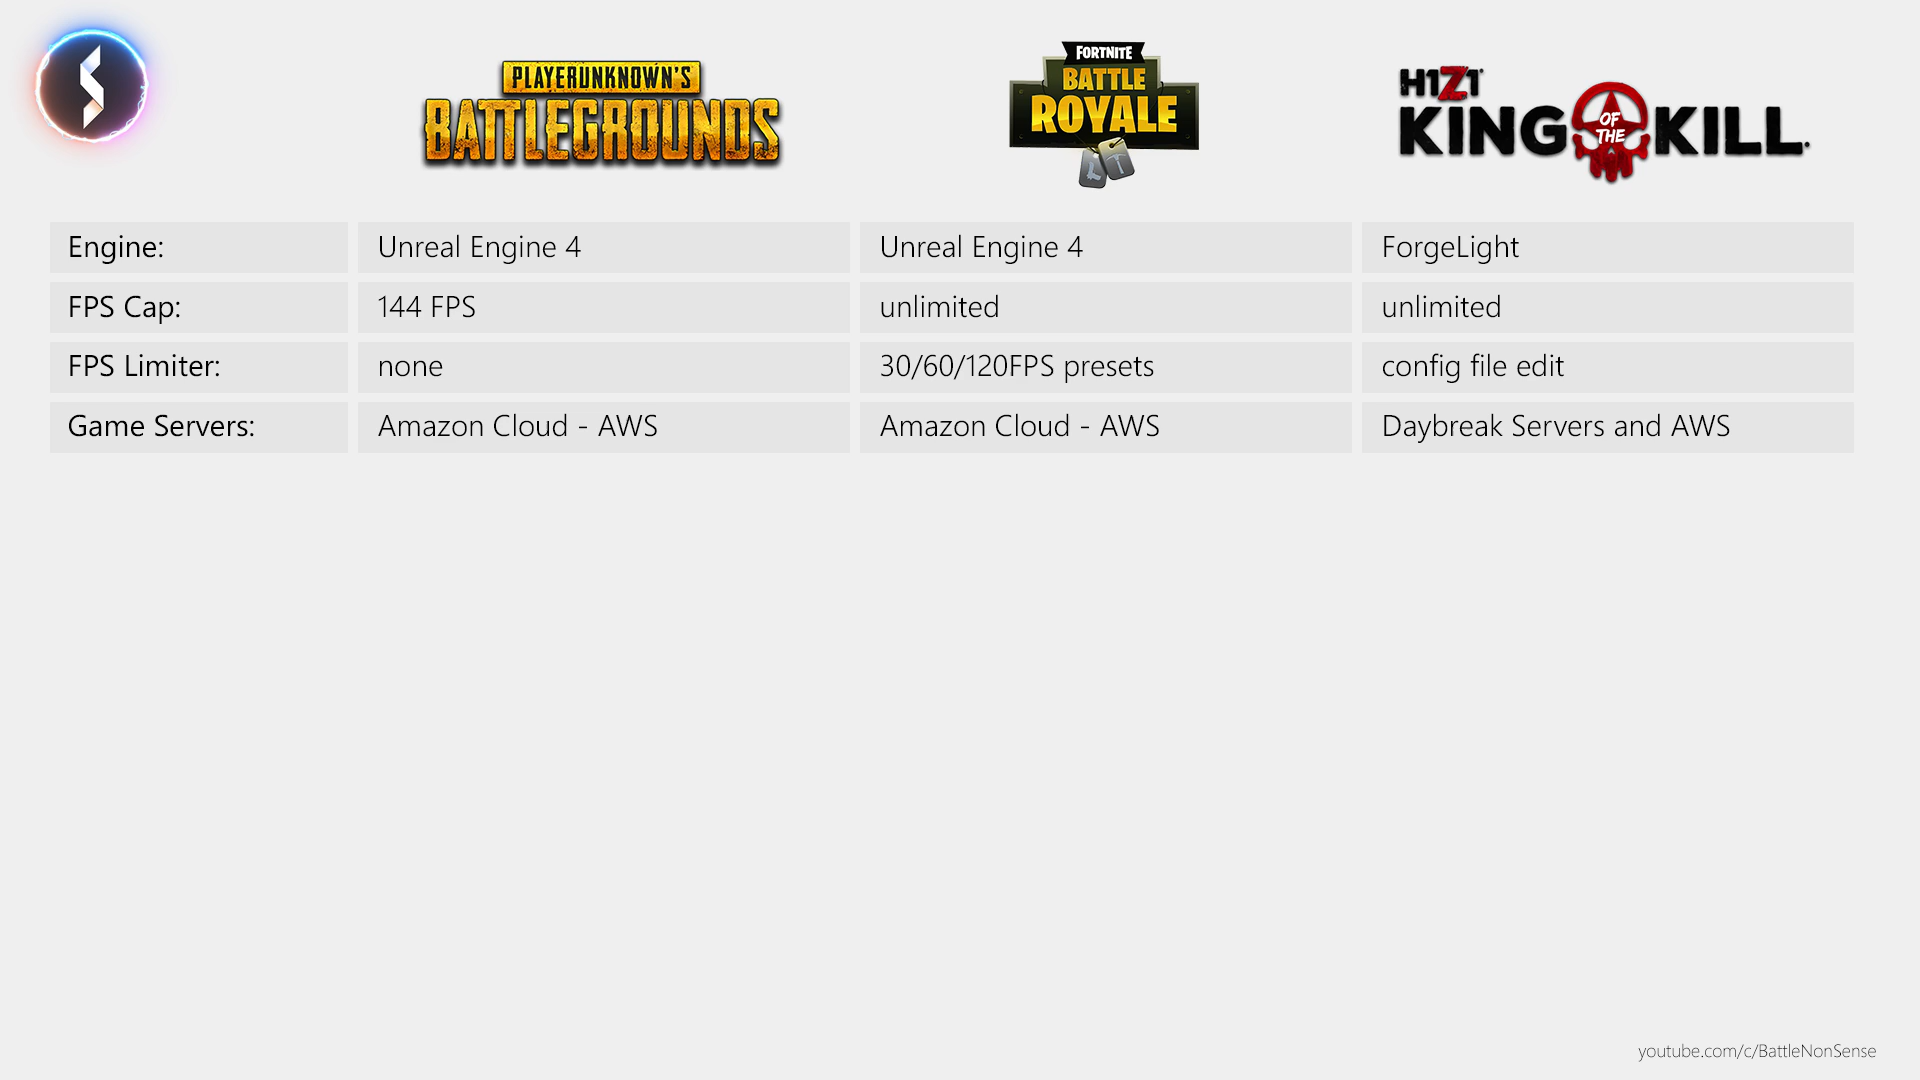 PLAYERUNKNOWN'S
BATTLEGROUNDS
FORTNITE
BATTLE
ROYALE
H1Z1
KING OF THE KILL.
Engine: Unreal Engine 4 Unreal Engine 4 ForgeLight
FPS Cap: 144 FPS unlimited unlimited
FPS Limiter: none 30/60/120FPS presets config file edit
Game Servers: Amazon Cloud - AWS Amazon Cloud - AWS Daybreak Servers and AWS
youtube.com/c/BattleNonSense